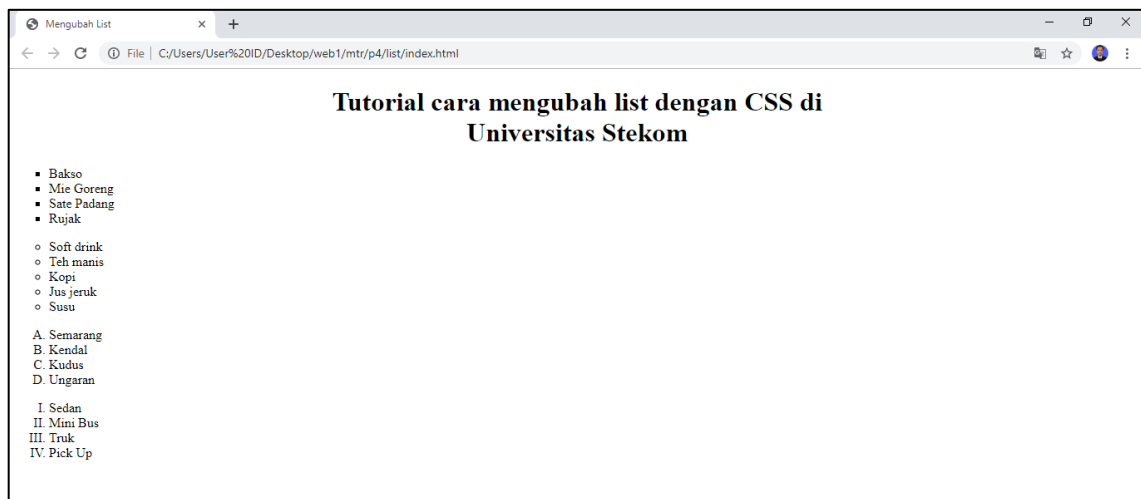 Mengubah List
File C:/Users/User%20ID/Desktop/web1/mtr/p4/list/index.html
Tutorial cara mengubah list dengan CSS di
Universitas Stekom
Bakso
Mie Goreng
Sate Padang
Rujak
Soft drink
Teh manis
Kopi
Jus jeruk
Susu
A. Semarang
B. Kendal
C. Kudus
D. Ungaran
I. Sedan
II. Mini Bus
III. Truk
IV. Pick Up